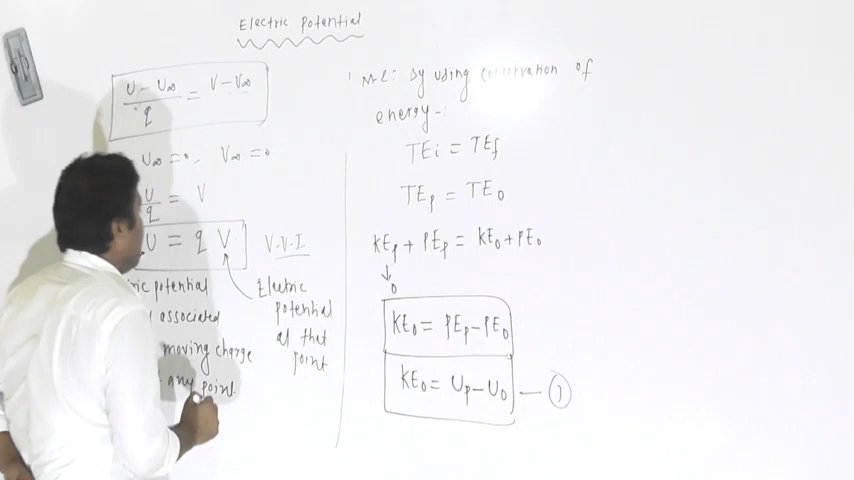 Electric potential
U - U∞ / q = V - V∞
U∞ = 0, V∞ = 0
U / q = V
U = q V
V.V.I
potential
associated
moving charge
any point.
Electric
potential
at that
point
By using conservation of
energy -:
TEi = TEf
TEp = TEo
KEp + PEp = KEo + PEo
0
KEo = PEp - PEo
KEo = Up - Uo — 1